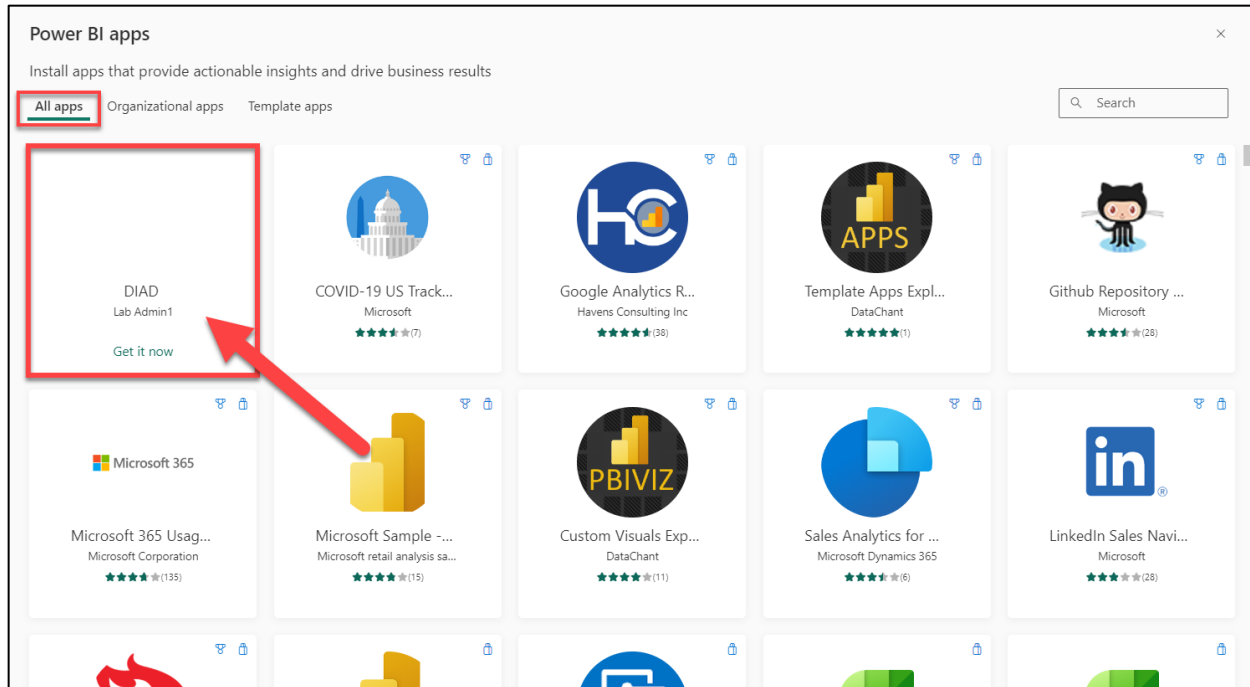 Power BI apps
Install apps that provide actionable insights and drive business results
All apps Organizational apps Template apps
Search
DIAD
Lab Admin1
Get it now
COVID-19 US Track...
Microsoft
(7)
HC
Google Analytics R...
Havens Consulting Inc
(38)
APPS
Template Apps Expl...
DataChant
(1)
Github Repository ...
Microsoft
(28)
Microsoft 365
Microsoft 365 Usag...
Microsoft Corporation
(135)
Microsoft Sample -...
Microsoft retail analysis sa...
(15)
PBIVIZ
Custom Visuals Exp...
DataChant
(11)
Sales Analytics for ...
Microsoft Dynamics 365
(6)
in
®
LinkedIn Sales Navi...
Microsoft
(28)